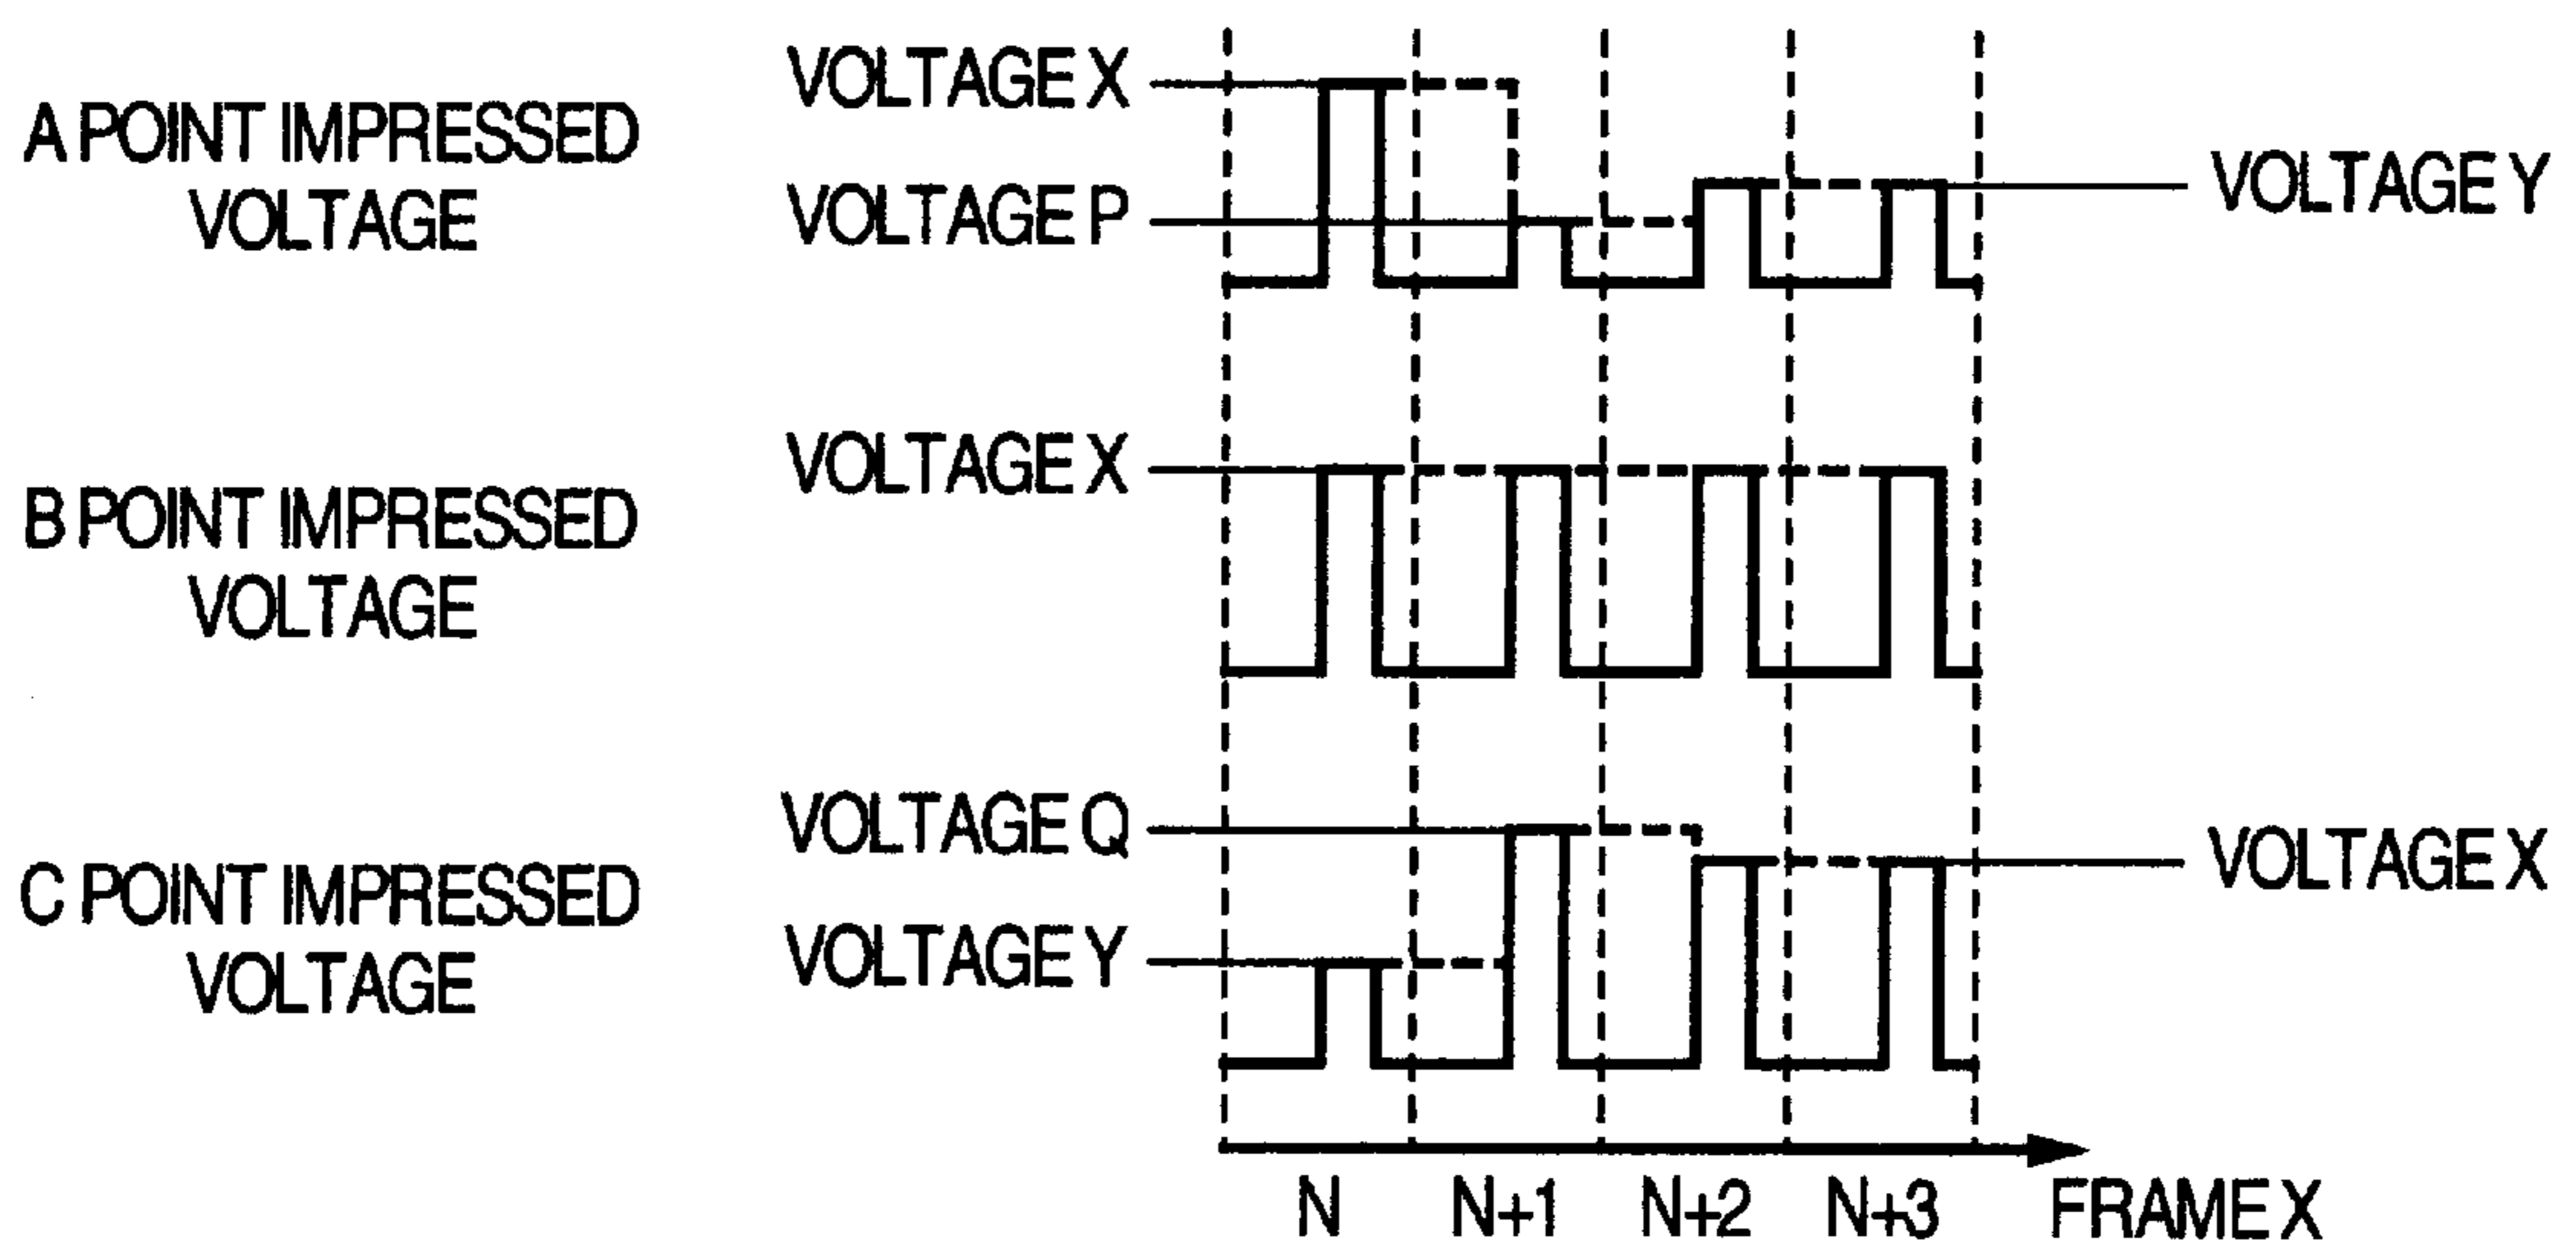 VOLTAGE X
A POINT IMPRESSED
VOLTAGE
VOLTAGE P
VOLTAGE Y
VOLTAGE X
B POINT IMPRESSED
VOLTAGE
VOLTAGE Q
VOLTAGE X
C POINT IMPRESSED
VOLTAGE
VOLTAGE Y
N N+1 N+2 N+3 FRAME X